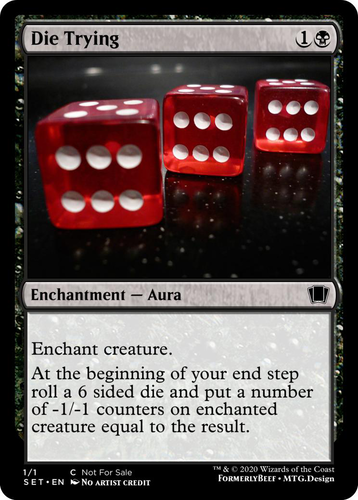 Die Trying 1
Enchantment — Aura
Enchant creature.
At the beginning of your end step
roll a 6 sided die and put a number
of -1/-1 counters on enchanted
creature equal to the result.
1/1 C Not For Sale ™ & © 2020 Wizards of the Coast
SET • EN No artist credit FormerlyBeef • MTG.Design